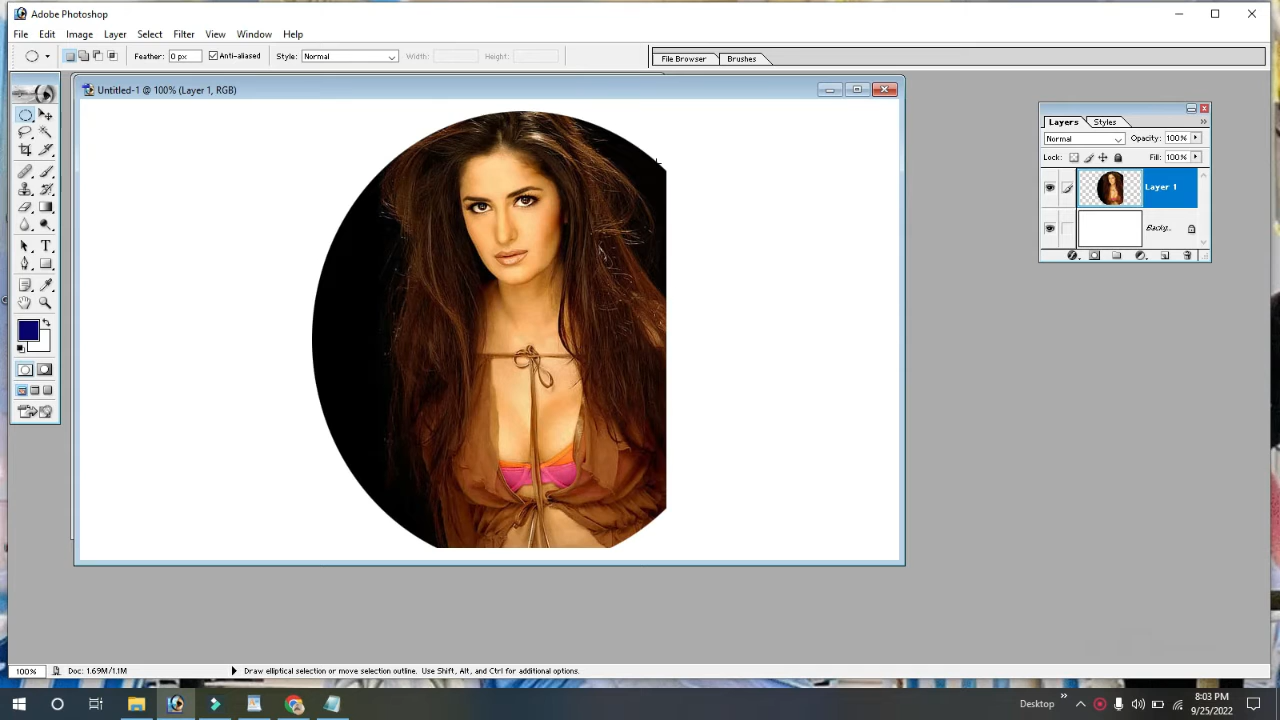 Adobe Photoshop
File Edit Image Layer Select Filter View Window Help
Feather: 0 px Anti-aliased Style: Normal Width: Height: File Browser Brushes
Untitled-1 @ 100% (Layer 1, RGB)
Layers Styles
Normal Opacity: 100%
Lock: Fill: 100%
Layer 1
Backg...
100% Doc: 1.69M/1.1M Draw elliptical selection or move selection outline. Use Shift, Alt, and Ctrl for additional options.
Desktop
8:03 PM
9/25/2022